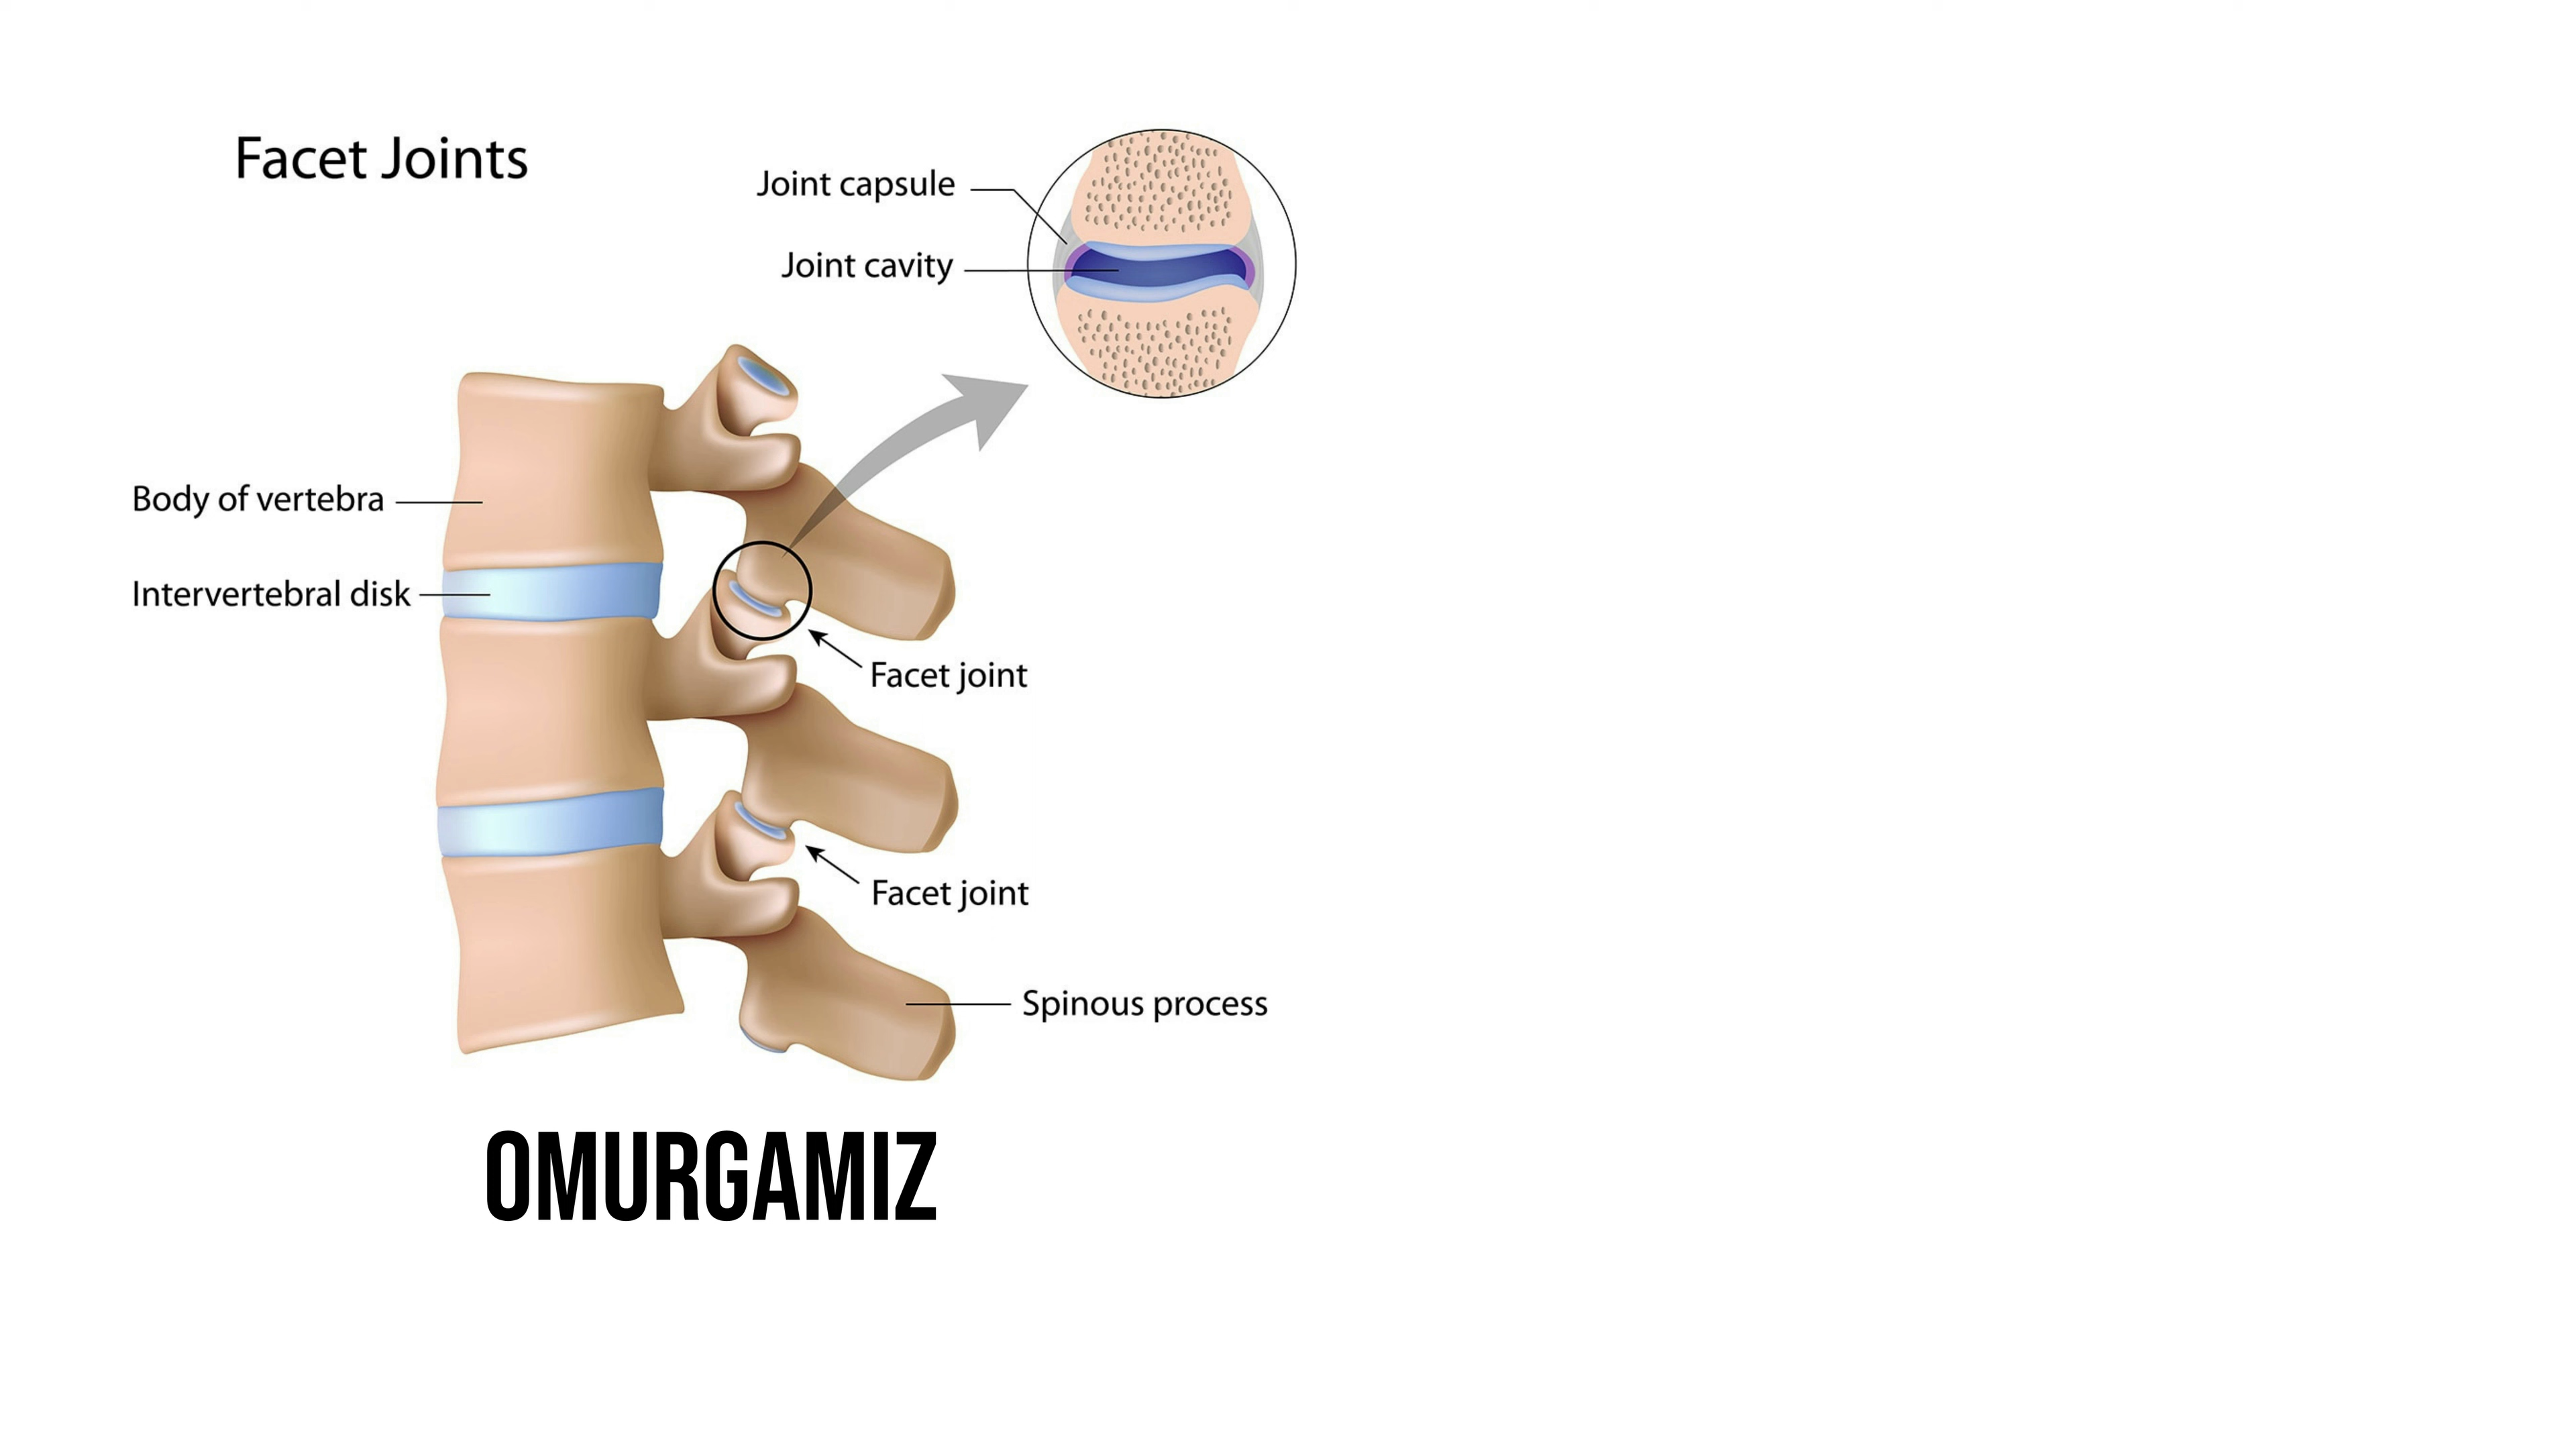 Facet Joints
Joint capsule
Joint cavity
Body of vertebra
Intervertebral disk
Facet joint
Facet joint
Spinous process
OMURGAMIZ